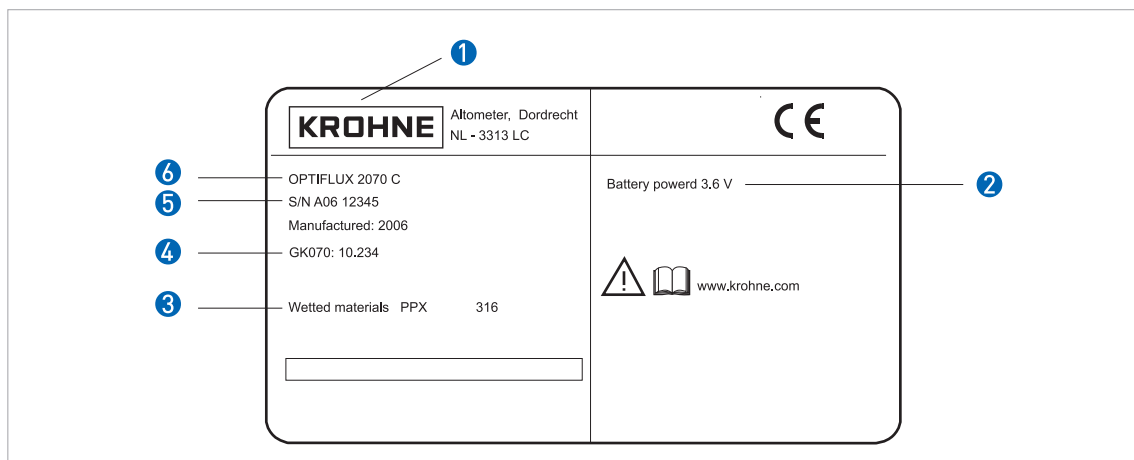 1
KROHNE
Altometer, Dordrecht
NL - 3313 LC
CE
6
OPTIFLUX 2070 C
5
S/N A06 12345
Manufactured: 2006
4
GK070: 10.234
3
Wetted materials PPX 316
Battery powerd 3.6 V
2
www.krohne.com